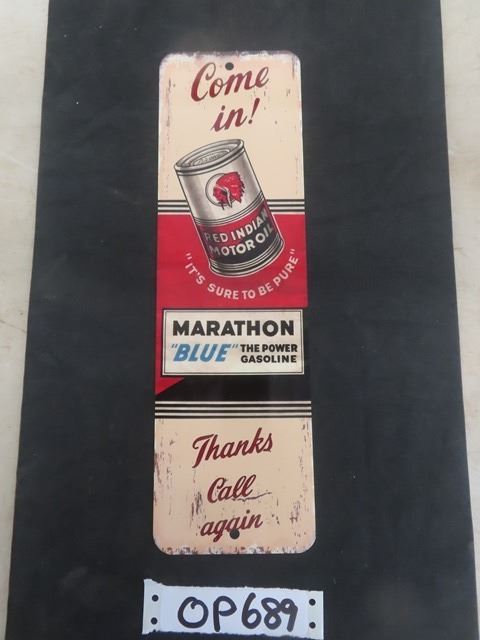 Come
in!
RED INDIAN
MOTOR OIL
"IT'S SURE TO BE PURE"
MARATHON
"BLUE" THE POWER
GASOLINE
Thanks
Call
again
OP689